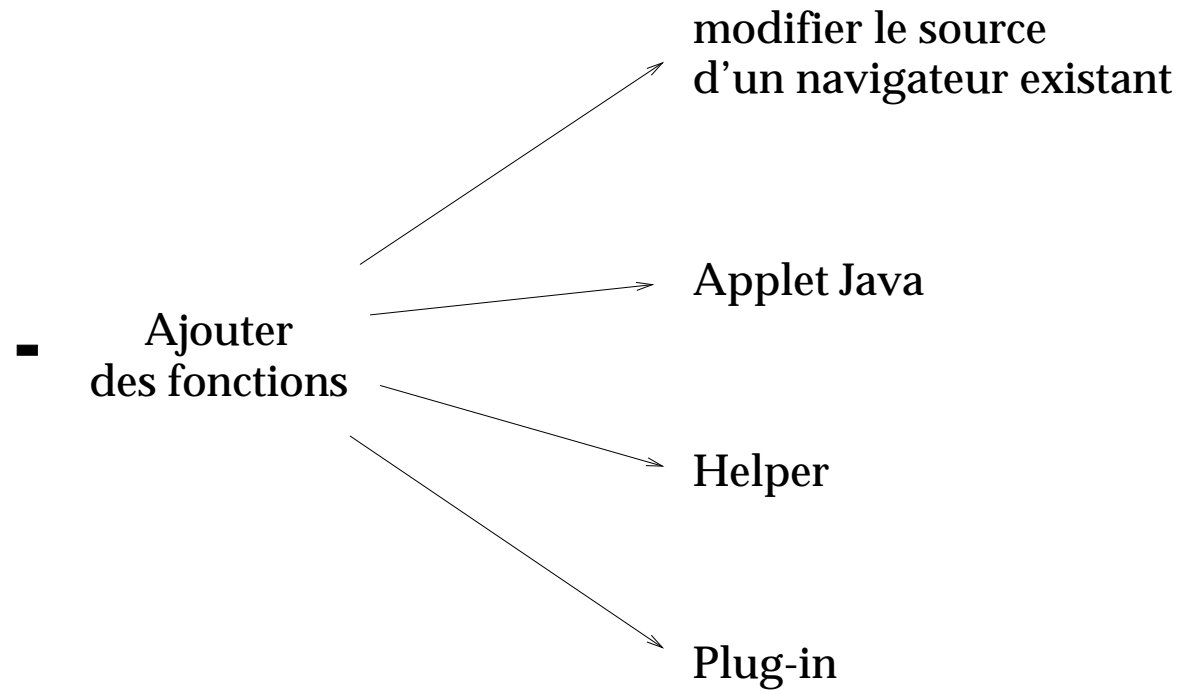 modifier le source
d’un navigateur existant
Applet Java
- Ajouter
des fonctions
Helper
Plug-in